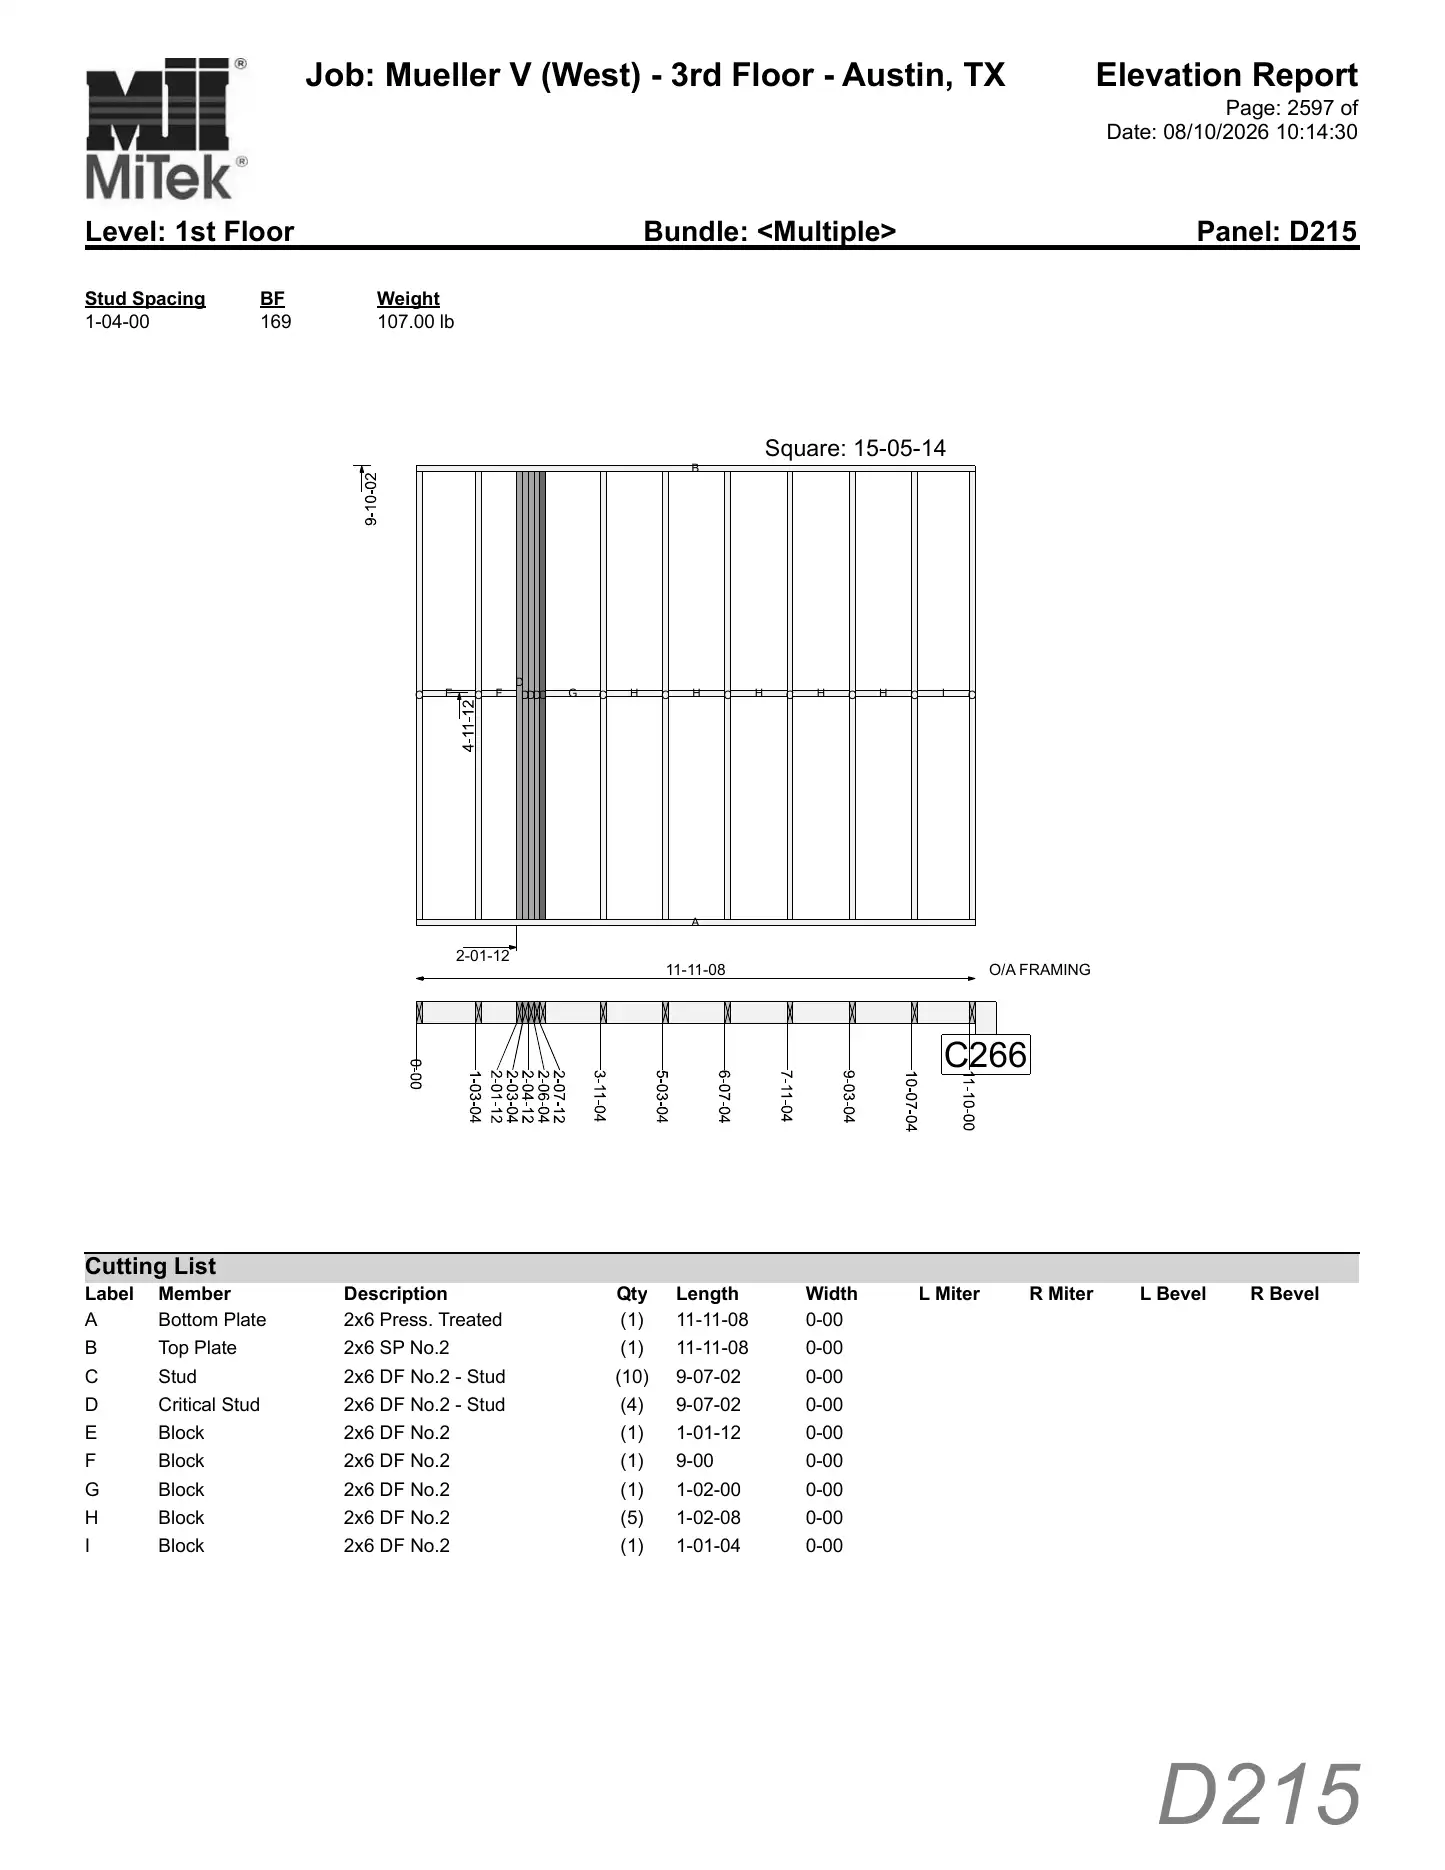 Job: Mueller V (West) - 3rd Floor - Austin, TX
Elevation Report
Page: 2597 of
Date: 08/10/2026 10:14:30
MiTek®
Level: 1st Floor Bundle: <Multiple> Panel: D215
Stud Spacing BF Weight
1-04-00 169 107.00 lb
Square: 15-05-14
B
9-10-02
F G H H H H H I
4-11-12
A
2-01-12
11-11-08 O/A FRAMING
C266
0-00 1-03-04 2-01-12 2-03-04 2-04-12 2-06-04 2-07-12 3-11-04 5-03-04 6-07-04 7-11-04 9-03-04 10-07-04 11-10-00
Cutting List
Label Member Description Qty Length Width L Miter R Miter L Bevel R Bevel
A Bottom Plate 2x6 Press. Treated (1) 11-11-08 0-00
B Top Plate 2x6 SP No.2 (1) 11-11-08 0-00
C Stud 2x6 DF No.2 - Stud (10) 9-07-02 0-00
D Critical Stud 2x6 DF No.2 - Stud (4) 9-07-02 0-00
E Block 2x6 DF No.2 (1) 1-01-12 0-00
F Block 2x6 DF No.2 (1) 9-00 0-00
G Block 2x6 DF No.2 (1) 1-02-00 0-00
H Block 2x6 DF No.2 (5) 1-02-08 0-00
I Block 2x6 DF No.2 (1) 1-01-04 0-00
D215